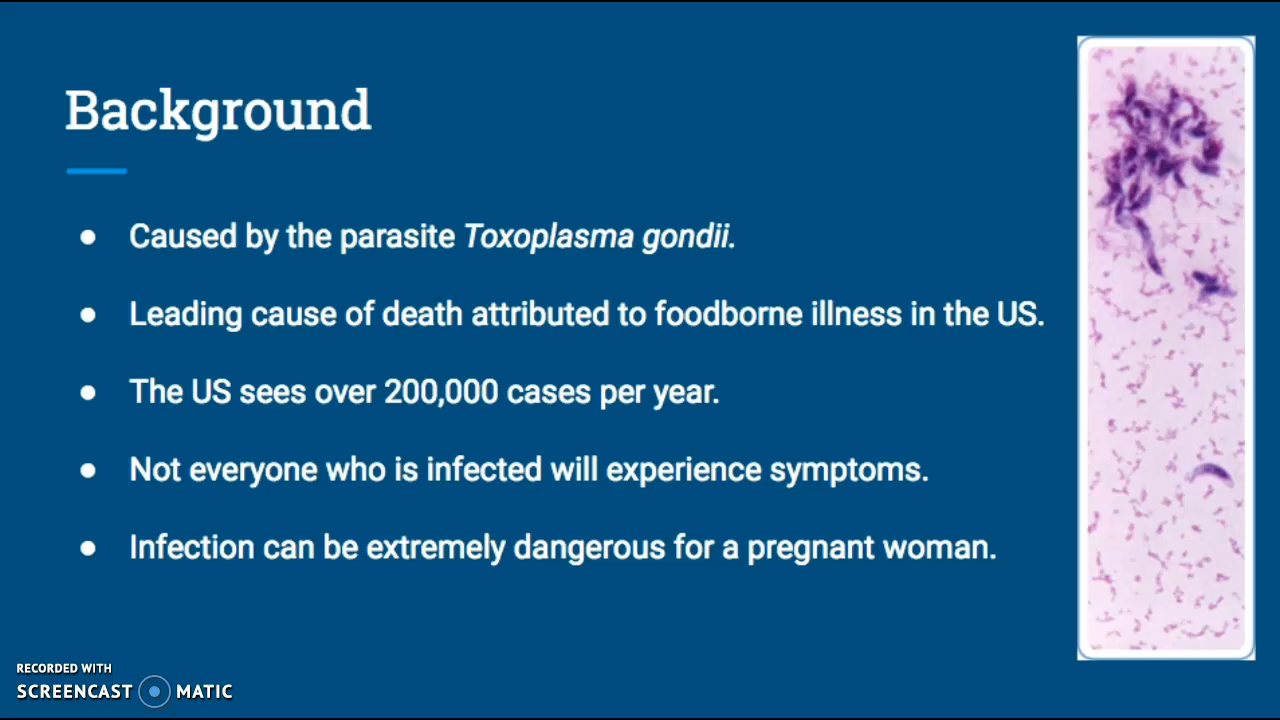 Background
● Caused by the parasite Toxoplasma gondii.
● Leading cause of death attributed to foodborne illness in the US.
● The US sees over 200,000 cases per year.
● Not everyone who is infected will experience symptoms.
● Infection can be extremely dangerous for a pregnant woman.
RECORDED WITH
SCREENCAST MATIC